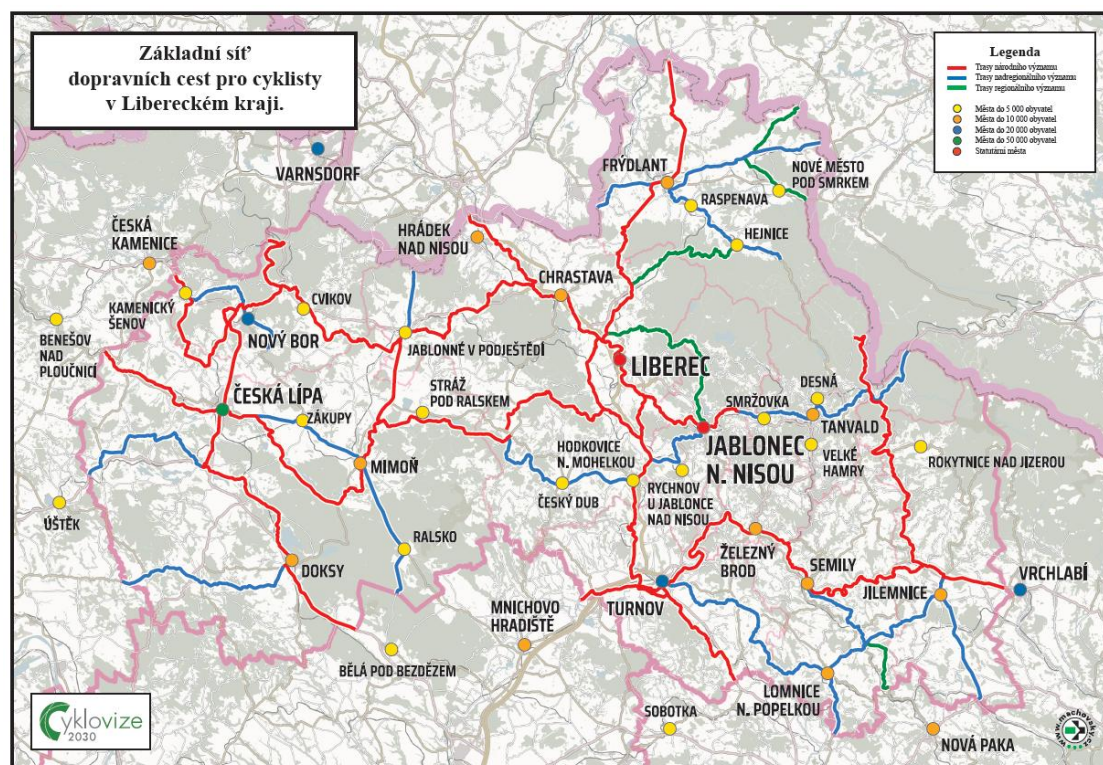 Základní síť
dopravních cest pro cyklisty
v Libereckém kraji.
Legenda
Trasy národního významu
Trasy nadregionálního významu
Trasy regionálního významu
Města do 5 000 obyvatel
Města do 10 000 obyvatel
Města do 20 000 obyvatel
Města do 50 000 obyvatel
Statutární města
VARNSDORF
FRÝDLANT
NOVÉ MĚSTO
POD SMRKEM
RASPENAVA
ČESKÁ
KAMENICE
HRÁDEK
NAD NISOU
HEJNICE
CHRASTAVA
KAMENICKÝ
ŠENOV
CVIKOV
NOVÝ BOR
BENEŠOV
NAD
PLOUČNICÍ
JABLONNÉ V PODJEŠTĚDÍ
LIBEREC
ČESKÁ LÍPA
STRÁŽ
POD RALSKEM
DESNÁ
SMRŽOVKA
ZÁKUPY
TANVALD
JABLONEC
N. NISOU
HODKOVICE
N. MOHELKOU
VELKÉ
HAMRY
ROKYTNICE NAD JIZEROU
MIMOŇ
ČESKÝ DUB
RYCHNOV
U JABLONCE
NAD NISOU
ÚŠTĚK
RALSKO
DOKSY
ŽELEZNÝ
BROD
SEMILY
VRCHLABÍ
JILEMNICE
MNICHOVO
HRADIŠTĚ
TURNOV
BĚLÁ POD BEZDĚZEM
LOMNICE
N. POPELKOU
SOBOTKA
NOVÁ PAKA
Cyklovize
2030
www.machovsky.cz